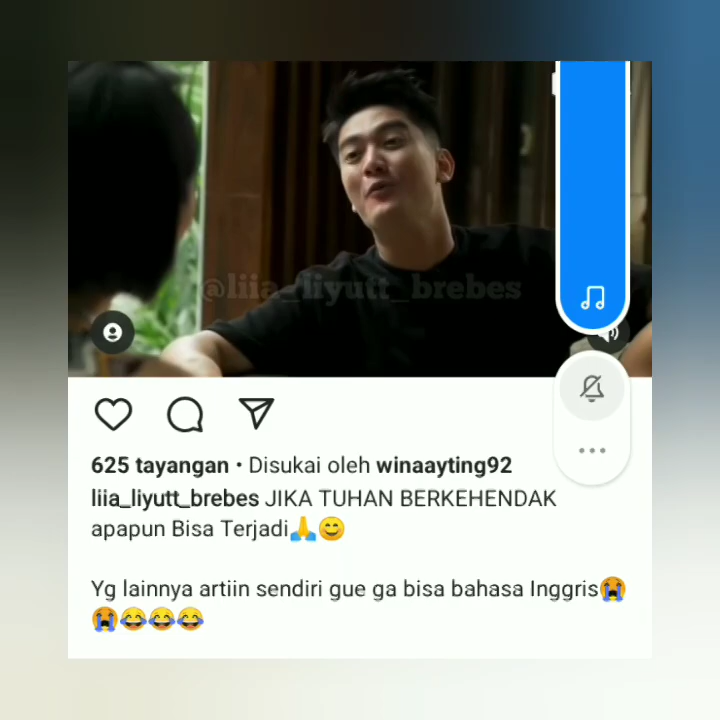 @liia_liyutt_brebes
625 tayangan • Disukai oleh winaayting92
liia_liyutt_brebes JIKA TUHAN BERKEHENDAK
apapun Bisa Terjadi🙏😊
Yg lainnya artiin sendiri gue ga bisa bahasa Inggris😭
😭😂😂😂